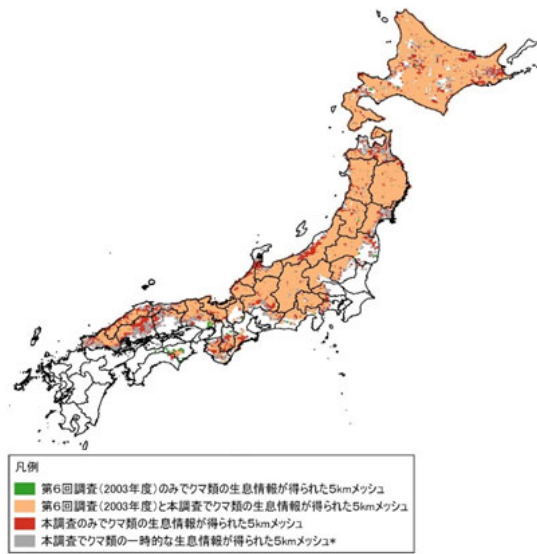 凡例
第6回調査(2003年度)のみでクマ類の生息情報が得られた5kmメッシュ
第6回調査(2003年度)と本調査でクマ類の生息情報が得られた5kmメッシュ
本調査のみでクマ類の生息情報が得られた5kmメッシュ
本調査でクマ類の一時的な生息情報が得られた5kmメッシュ*